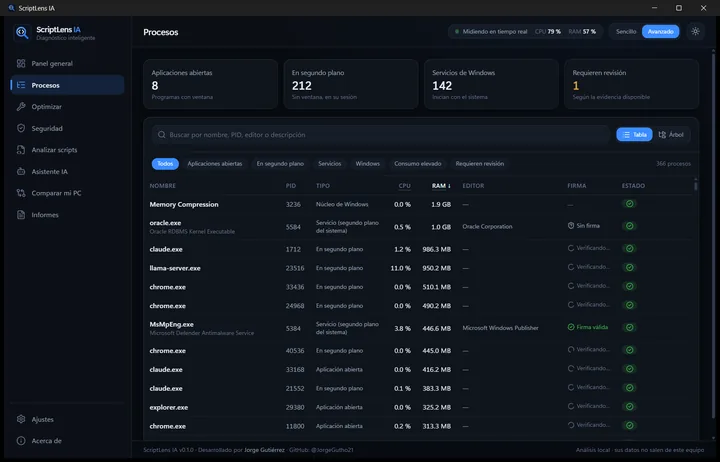 ScriptLens IA
ScriptLens IA
Diagnóstico inteligente
Panel general
Procesos
Optimizar
Seguridad
Analizar scripts
Asistente IA
Comparar mi PC
Informes
Ajustes
Acerca de
Procesos
Midiendo en tiempo real CPU 79 % RAM 57 %
Sencillo Avanzado
Aplicaciones abiertas
8
Programas con ventana
En segundo plano
212
Sin ventana, en su sesión
Servicios de Windows
142
Inician con el sistema
Requieren revisión
1
Según la evidencia disponible
Buscar por nombre, PID, editor o descripción
Tabla Árbol
Todos Aplicaciones abiertas En segundo plano Servicios Windows Consumo elevado Requieren revisión 366 procesos
NOMBRE PID TIPO CPU RAM ↓ EDITOR FIRMA ESTADO
Memory Compression 3236 Núcleo de Windows 0.0 % 1.9 GB — —
oracle.exe 5584 Servicio (segundo plano 0.5 % 1.0 GB Oracle Corporation Sin firma
Oracle RDBMS Kernel Executable del sistema)
claude.exe 1712 En segundo plano 1.2 % 986.3 MB — Verificando...
llama-server.exe 23516 En segundo plano 11.0 % 950.2 MB — Verificando...
chrome.exe 33436 En segundo plano 0.0 % 510.1 MB — Verificando...
chrome.exe 24968 En segundo plano 0.0 % 490.2 MB — Verificando...
MsMpEng.exe 5384 Servicio (segundo plano 3.8 % 446.6 MB Microsoft Windows Publisher Firma válida
Microsoft Defender Antimalware Service del sistema)
chrome.exe 40536 En segundo plano 0.0 % 445.0 MB — Verificando...
claude.exe 33168 Aplicación abierta 0.0 % 416.2 MB — Verificando...
claude.exe 21552 En segundo plano 0.1 % 383.3 MB — Verificando...
explorer.exe 29380 Aplicación abierta 0.0 % 325.2 MB — Verificando...
chrome.exe 11800 Aplicación abierta 0.2 % 313.3 MB — Verificando...
ScriptLens IA v0.1.0 · Desarrollado por Jorge Gutiérrez · GitHub: @JorgeGutho21
Análisis local · sus datos no salen de este equipo